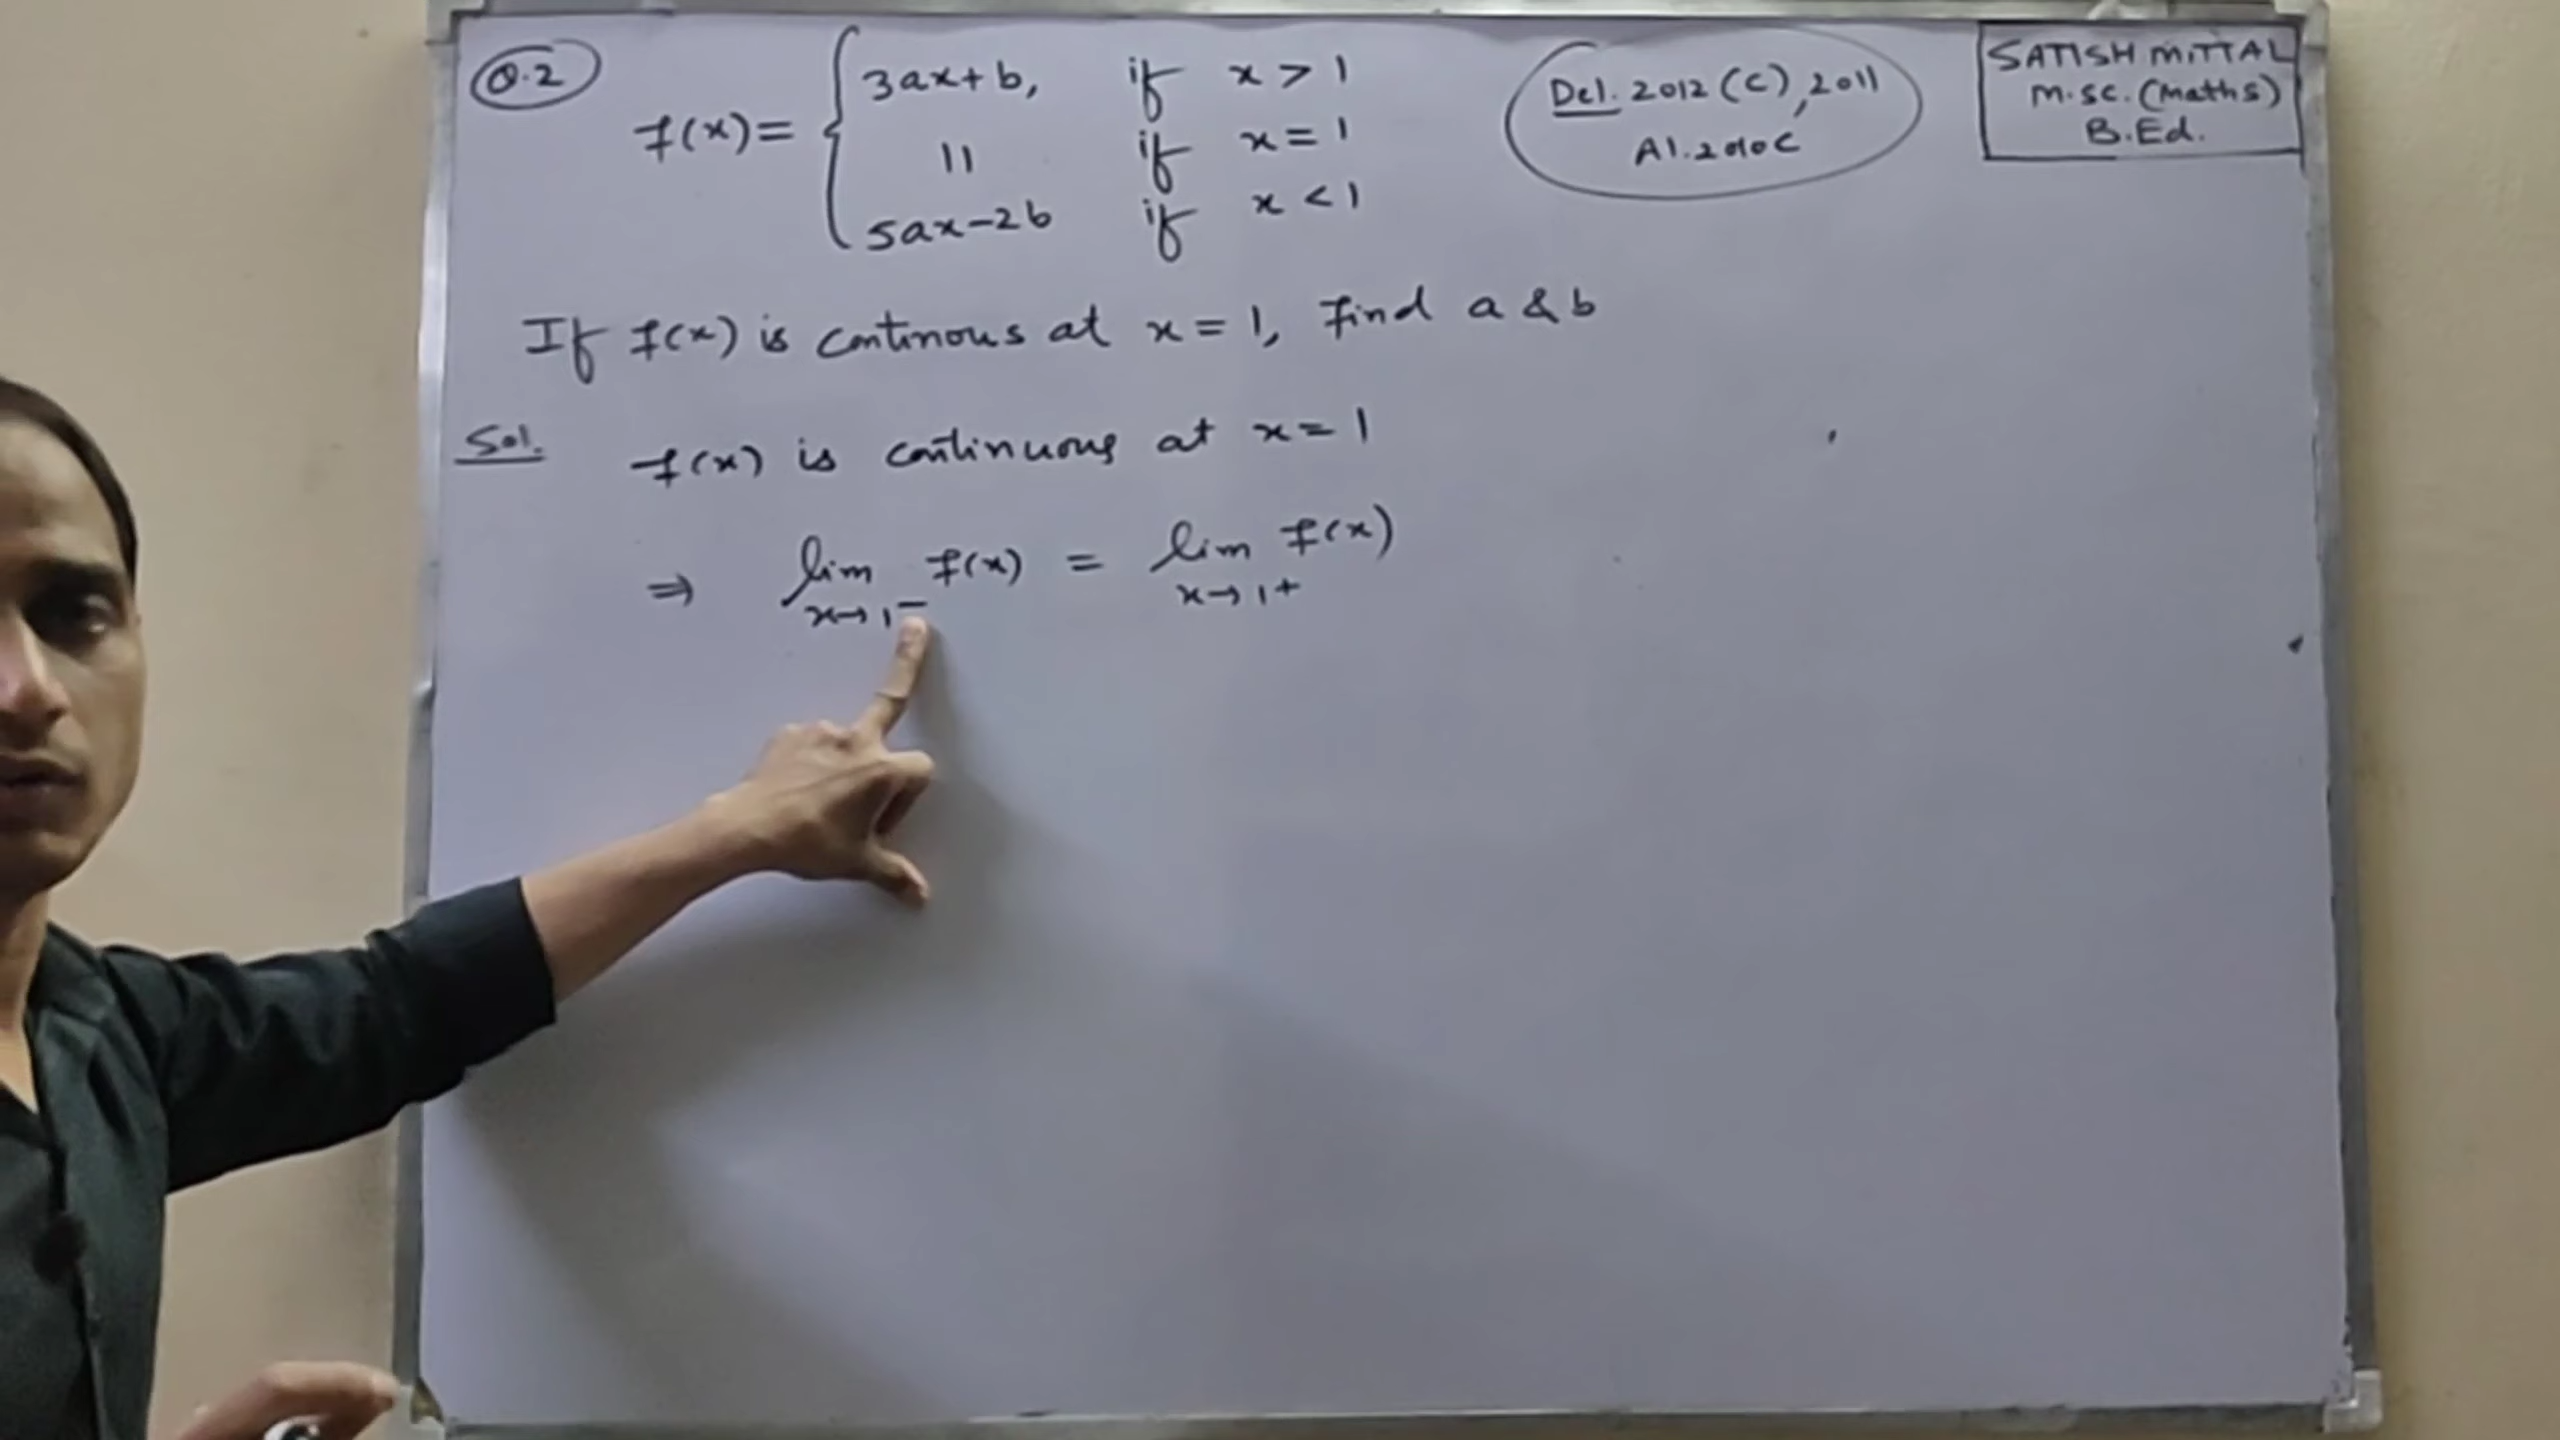 Q.2
f(x) = { 3ax+b, if x > 1
11 if x = 1
5ax-2b if x < 1
Del. 2012 (C), 2011
AI. 2010C
SATISH MITTAL
M.SC. (Maths)
B.Ed.
If f(x) is continous at x = 1, Find a & b
Sol. f(x) is continuous at x = 1
⇒ lim x→1⁻ f(x) = lim x→1+ f(x)